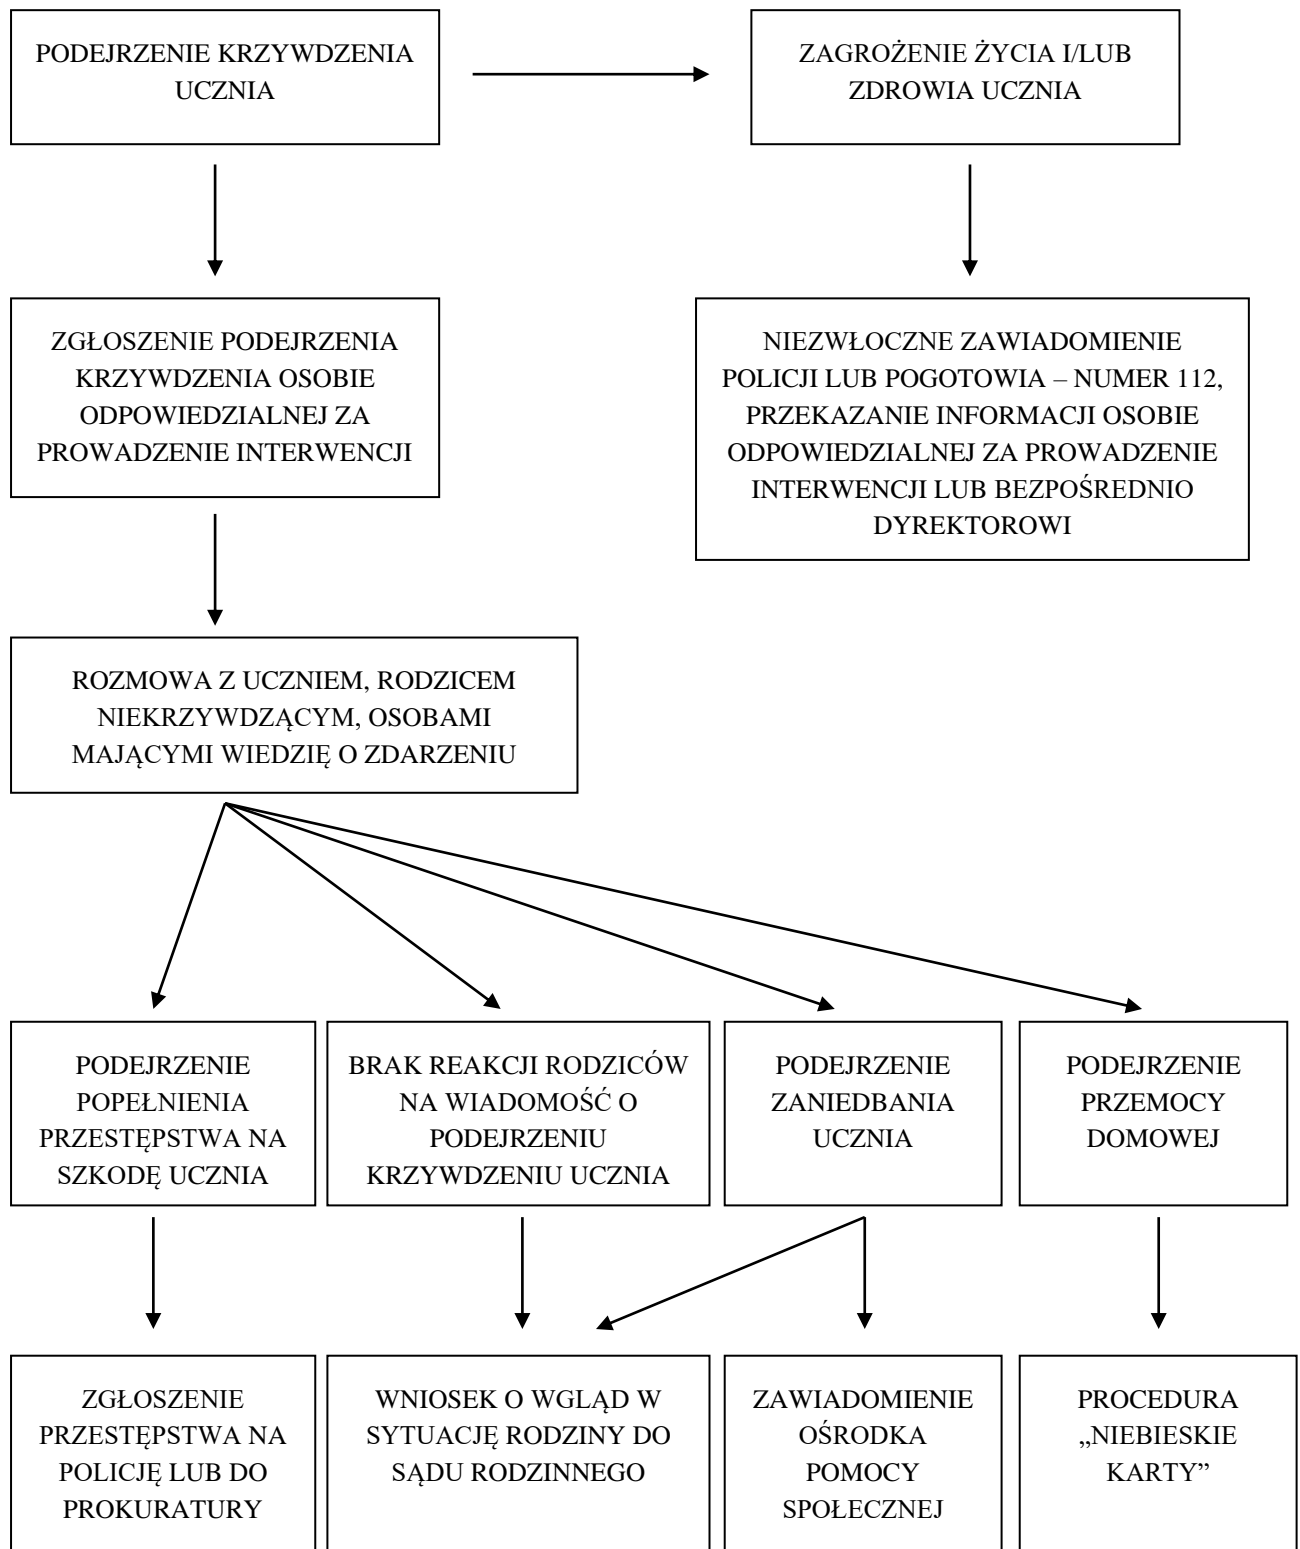 PODEJRZENIE KRZYWDZENIA
UCZNIA
ZAGROŻENIE ŻYCIA I/LUB
ZDROWIA UCZNIA
ZGŁOSZENIE PODEJRZENIA
KRZYWDZENIA OSOBIE
ODPOWIEDZIALNEJ ZA
PROWADZENIE INTERWENCJI
NIEZWŁOCZNE ZAWIADOMIENIE
POLICJI LUB POGOTOWIA – NUMER 112,
PRZEKAZANIE INFORMACJI OSOBIE
ODPOWIEDZIALNEJ ZA PROWADZENIE
INTERWENCJI LUB BEZPOŚREDNIO
DYREKTOROWI
ROZMOWA Z UCZNIEM, RODZICEM
NIEKRZYWDZĄCYM, OSOBAMI
MAJĄCYMI WIEDZIĘ O ZDARZENIU
PODEJRZENIE
POPEŁNIENIA
PRZESTĘPSTWA NA
SZKODĘ UCZNIA
BRAK REAKCJI RODZICÓW
NA WIADOMOŚĆ O
PODEJRZENIU
KRZYWDZENIU UCZNIA
PODEJRZENIE
ZANIEDBANIA
UCZNIA
PODEJRZENIE
PRZEMOCY
DOMOWEJ
ZGŁOSZENIE
PRZESTĘPSTWA NA
POLICJĘ LUB DO
PROKURATURY
WNIOSEK O WGLĄD W
SYTUACJĘ RODZINY DO
SĄDU RODZINNEGO
ZAWIADOMIENIE
OŚRODKA
POMOCY
SPOŁECZNEJ
PROCEDURA
„NIEBIESKIE
KARTY”